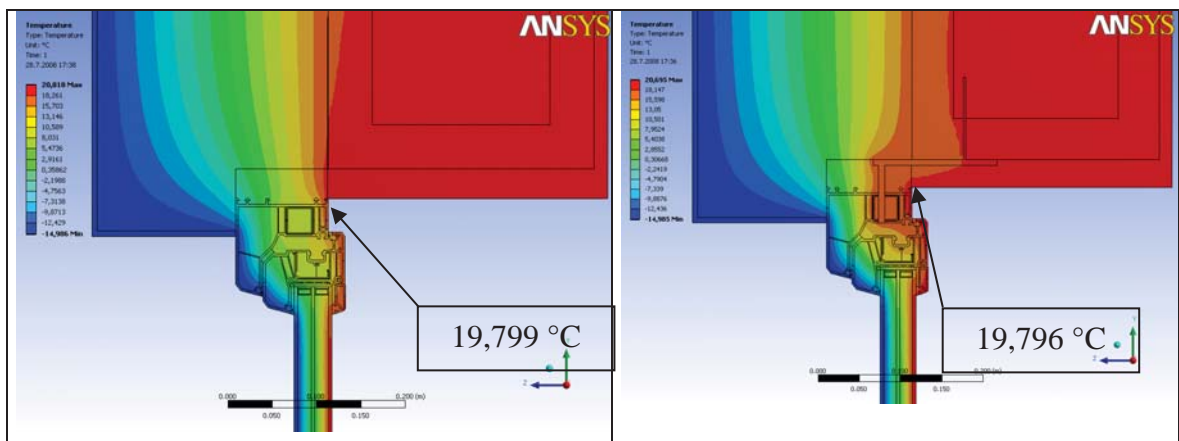 Temperature
Type: Temperature
Unit: °C
Time: 1
28.7.2008 17:38
20,818 Max
18,261
15,703
13,146
10,589
8,031
5,4736
2,9161
0,35862
-2,1988
-4,7563
-7,3138
-9,8713
-12,429
-14,986 Min
ANSYS
19,799 °C
Y
Z
0.000
0.100
0.200 (m)
0.050
0.150
Temperature
Type: Temperature
Unit: °C
Time: 1
28.7.2008 17:36
20,695 Max
18,147
15,598
13,05
10,501
7,9524
5,4038
2,8552
0,30668
-2,2419
-4,7904
-7,339
-9,8876
-12,436
-14,985 Min
ANSYS
19,796 °C
Y
Z
0.000
0.100
0.200 (m)
0.050
0.150